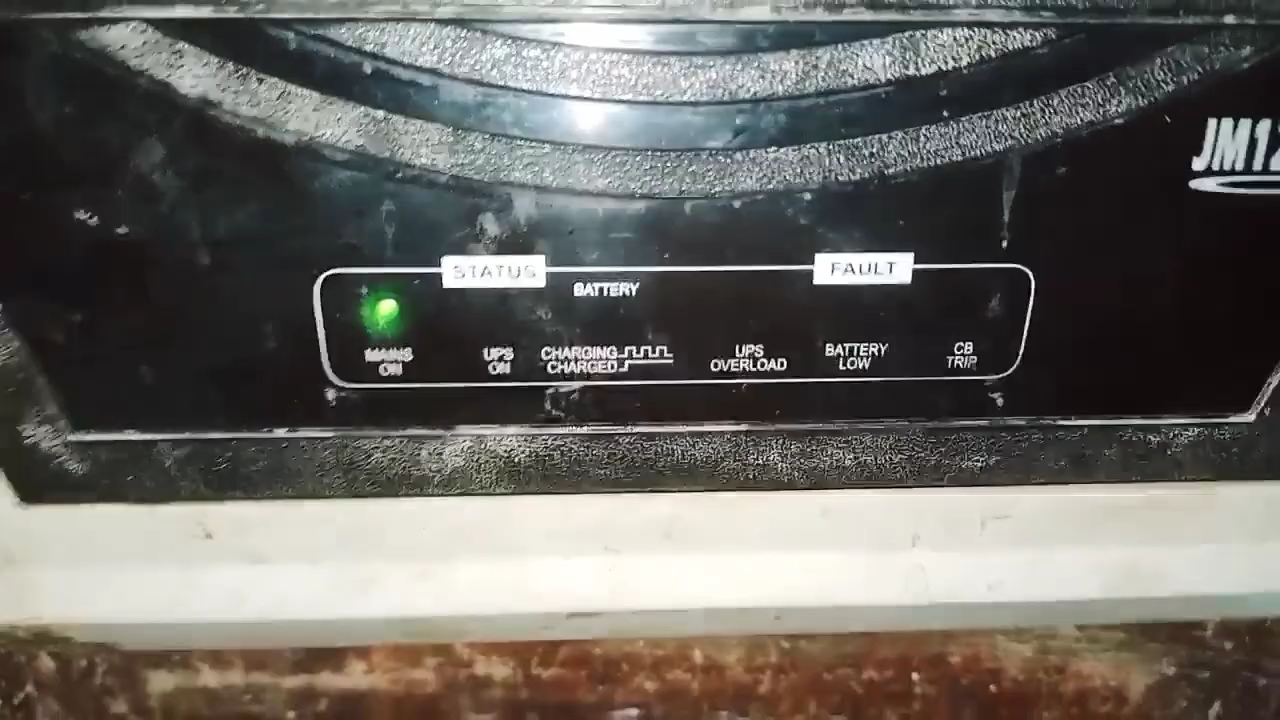 STATUS
FAULT
BATTERY
MAINS
ON
UPS
ON
CHARGING
CHARGED
UPS
OVERLOAD
BATTERY
LOW
CB
TRIP